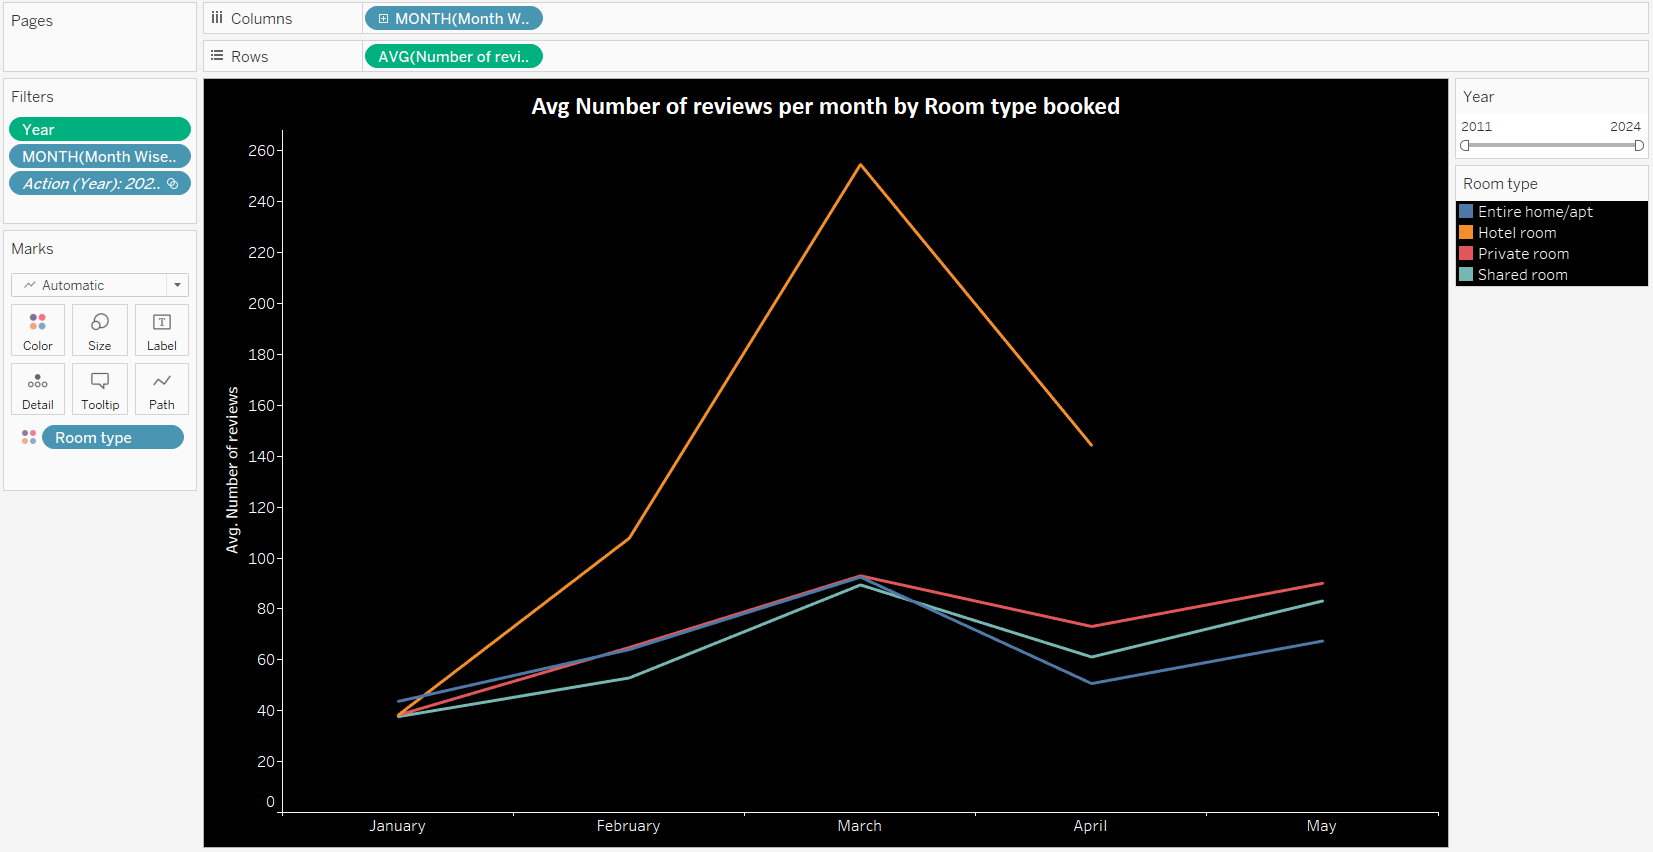 Pages
Columns
MONTH(Month W..
Rows
AVG(Number of revi..
Filters
Year
MONTH(Month Wise..
Action (Year): 202..
Marks
Automatic
Color
Size
Label
Detail
Tooltip
Path
Room type
Avg Number of reviews per month by Room type booked
Avg. Number of reviews
260
240
220
200
180
160
140
120
100
80
60
40
20
0
January
February
March
April
May
Year
2011
2024
Room type
Entire home/apt
Hotel room
Private room
Shared room